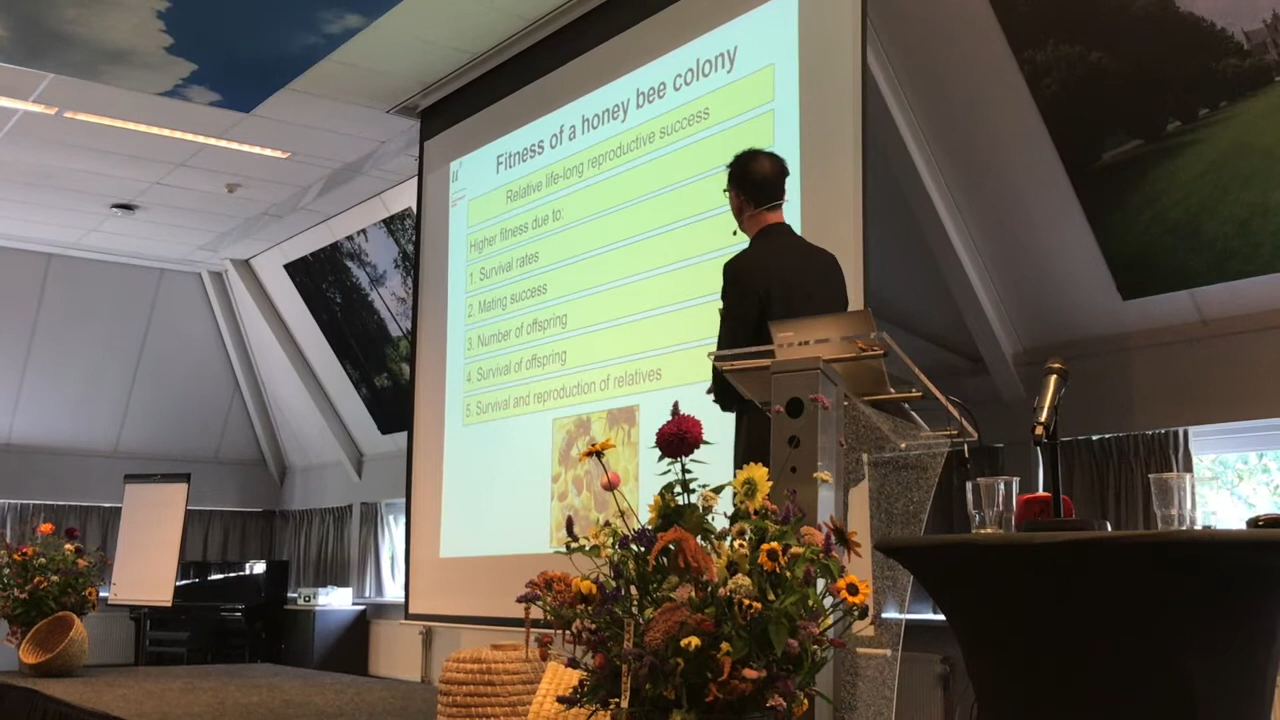 Fitness of a honey bee colony
Relative life-long reproductive success
Higher fitness due to:
1. Survival rates
2. Mating success
3. Number of offspring
4. Survival of offspring
5. Survival and reproduction of relatives